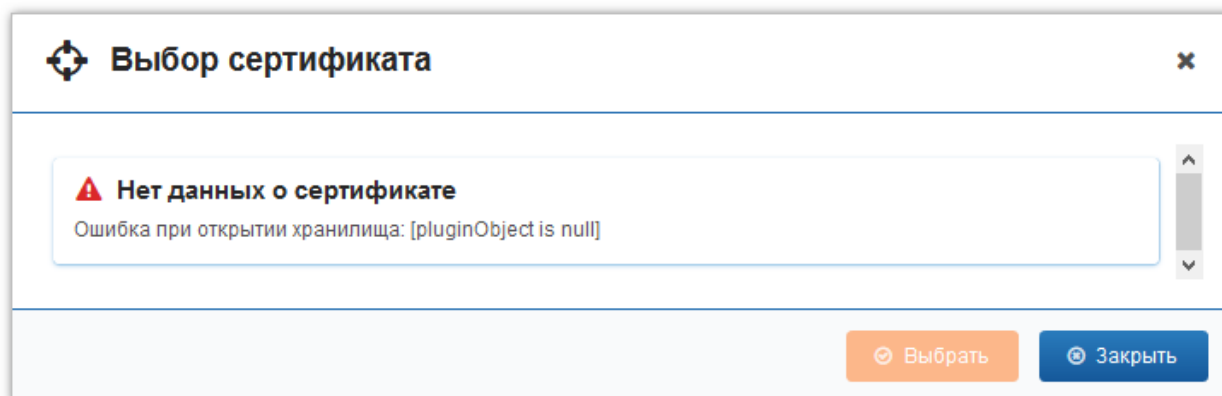 Выбор сертификата
Нет данных о сертификате
Ошибка при открытии хранилища: [pluginObject is null]
Выбрать
Закрыть